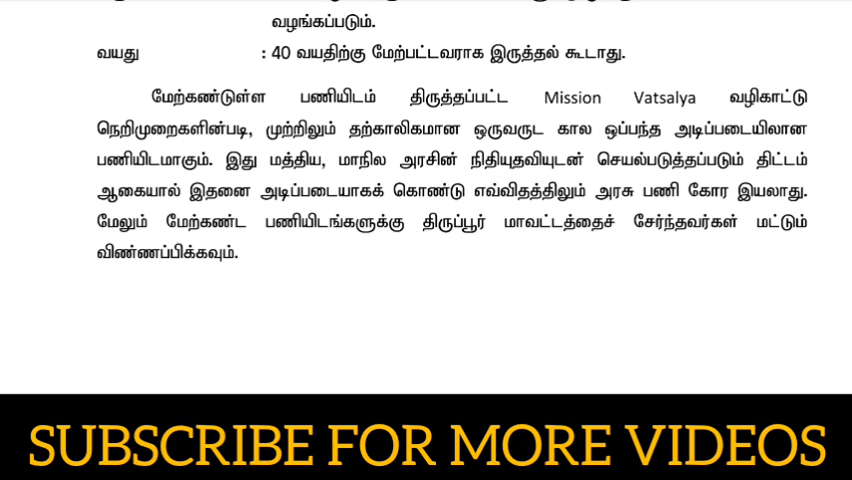 வழங்கப்படும்.
வயது : 40 வயதிற்கு மேற்பட்டவராக இருத்தல் கூடாது.
மேற்கண்டுள்ள பணியிடம் திருத்தப்பட்ட Mission Vatsalya வழிகாட்டு
நெறிமுறைகளின்படி, முற்றிலும் தற்காலிகமான ஒருவருட கால ஒப்பந்த அடிப்படையிலான
பணியிடமாகும். இது மத்திய, மாநில அரசின் நிதியுதவியுடன் செயல்படுத்தப்படும் திட்டம்
ஆகையால் இதனை அடிப்படையாகக் கொண்டு எவ்விதத்திலும் அரசு பணி கோர இயலாது.
மேலும் மேற்கண்ட பணியிடங்களுக்கு திருப்பூர் மாவட்டத்தைச் சேர்ந்தவர்கள் மட்டும்
விண்ணப்பிக்கவும்.
SUBSCRIBE FOR MORE VIDEOS